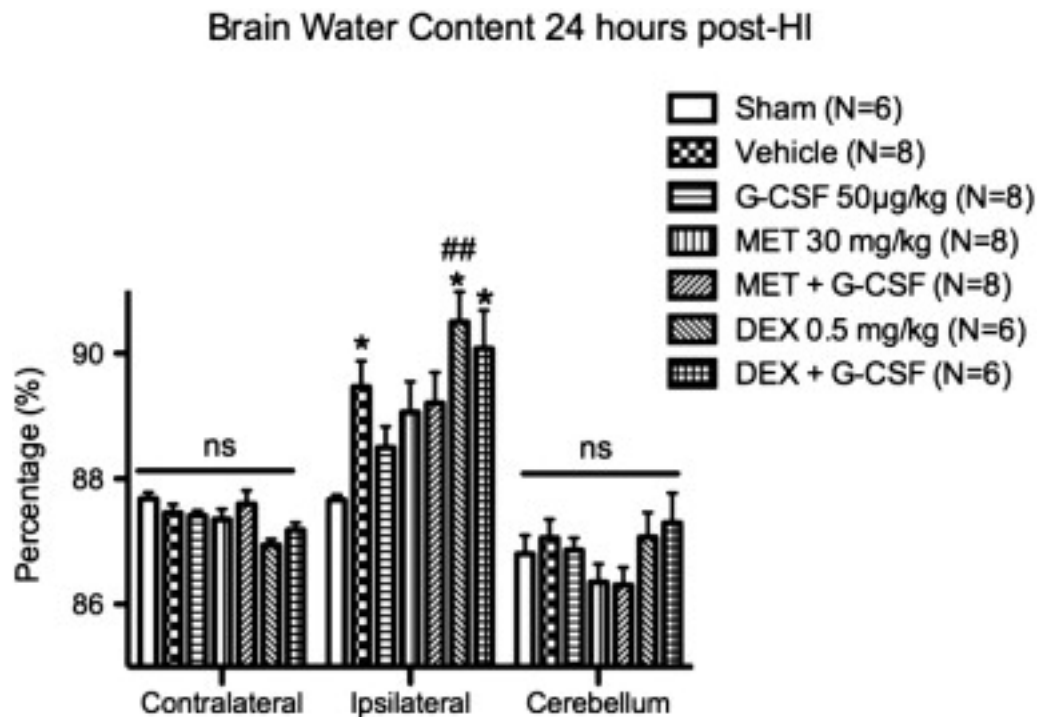 Brain Water Content 24 hours post-HI
Sham (N=6)
Vehicle (N=8)
G-CSF 50µg/kg (N=8)
MET 30 mg/kg (N=8)
MET + G-CSF (N=8)
DEX 0.5 mg/kg (N=6)
DEX + G-CSF (N=6)
Percentage (%)
90
88
86
ns
*
##
*
*
ns
Contralateral
Ipsilateral
Cerebellum